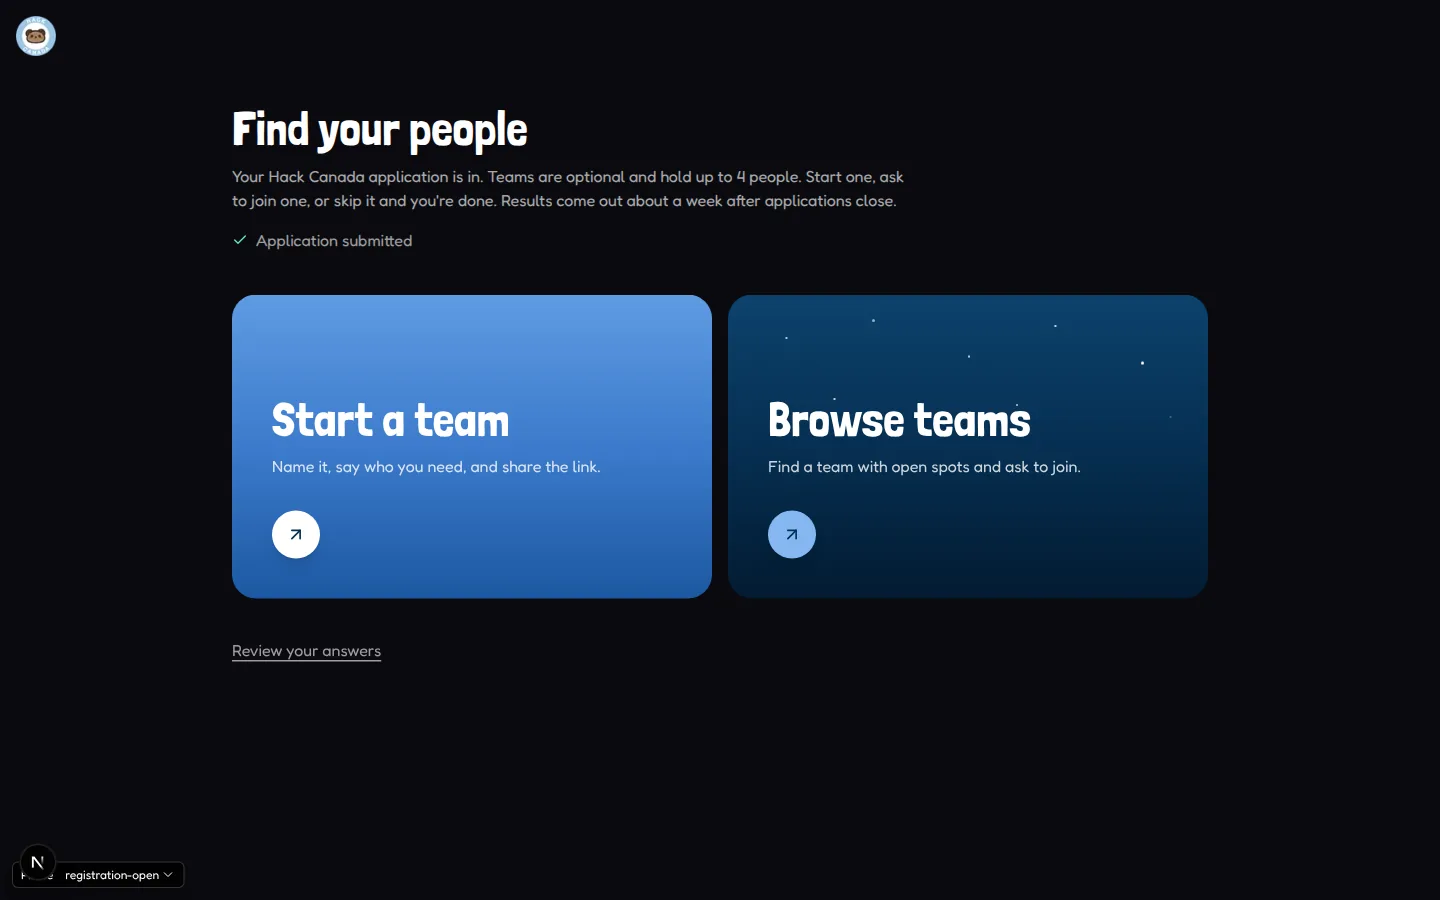 Find your people
Your Hack Canada application is in. Teams are optional and hold up to 4 people. Start one, ask
to join one, or skip it and you're done. Results come out about a week after applications close.
Application submitted
Start a team
Name it, say who you need, and share the link.
Browse teams
Find a team with open spots and ask to join.
Review your answers
N
registration-open